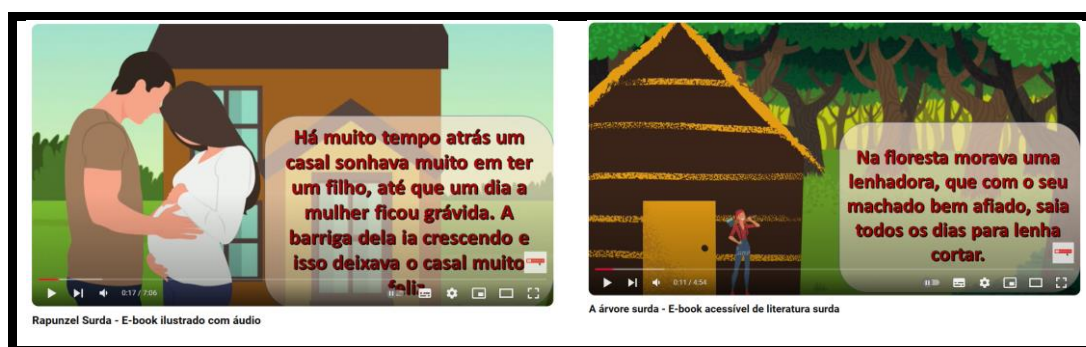 Há muito tempo atrás um
casal sonhava muito em ter
um filho, até que um dia a
mulher ficou grávida. A
barriga dela ia crescendo e
isso deixava o casal muito
feliz.
0:17 / 7:06
Rapunzel Surda - E-book ilustrado com áudio
Na floresta morava uma
lenhadora, que com o seu
machado bem afiado, saia
todos os dias para lenha
cortar.
0:11 / 4:54
A árvore surda - E-book acessível de literatura surda